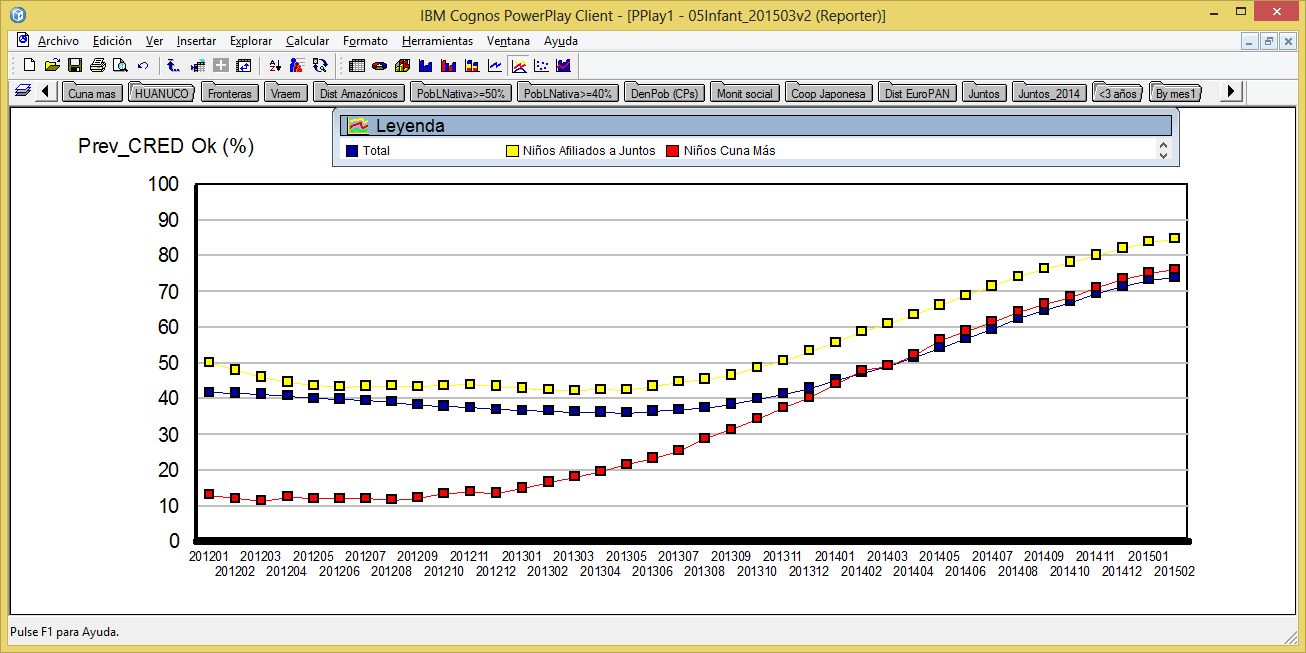 IBM Cognos PowerPlay Client - [PPlay1 - 05Infant_201503v2 (Reporter)]
Archivo Edición Ver Insertar Explorar Calcular Formato Herramientas Ventana Ayuda
Cuna mas HUANUCO Fronteras Vraem Dist Amazónicos PobLNativa>=50% PobLNativa>=40% DenPob (CPs) Monit social Coop Japonesa Dist EuroPAN Juntos Juntos_2014 <3 años By mes1
Leyenda
Prev_CRED Ok (%)
Total Niños Afiliados a Juntos Niños Cuna Más
100
90
80
70
60
50
40
30
20
10
0
201201 201203 201205 201207 201209 201211 201301 201303 201305 201307 201309 201311 201401 201403 201405 201407 201409 201411 201501
201202 201204 201206 201208 201210 201212 201302 201304 201306 201308 201310 201312 201402 201404 201406 201408 201410 201412 201502
Pulse F1 para Ayuda.